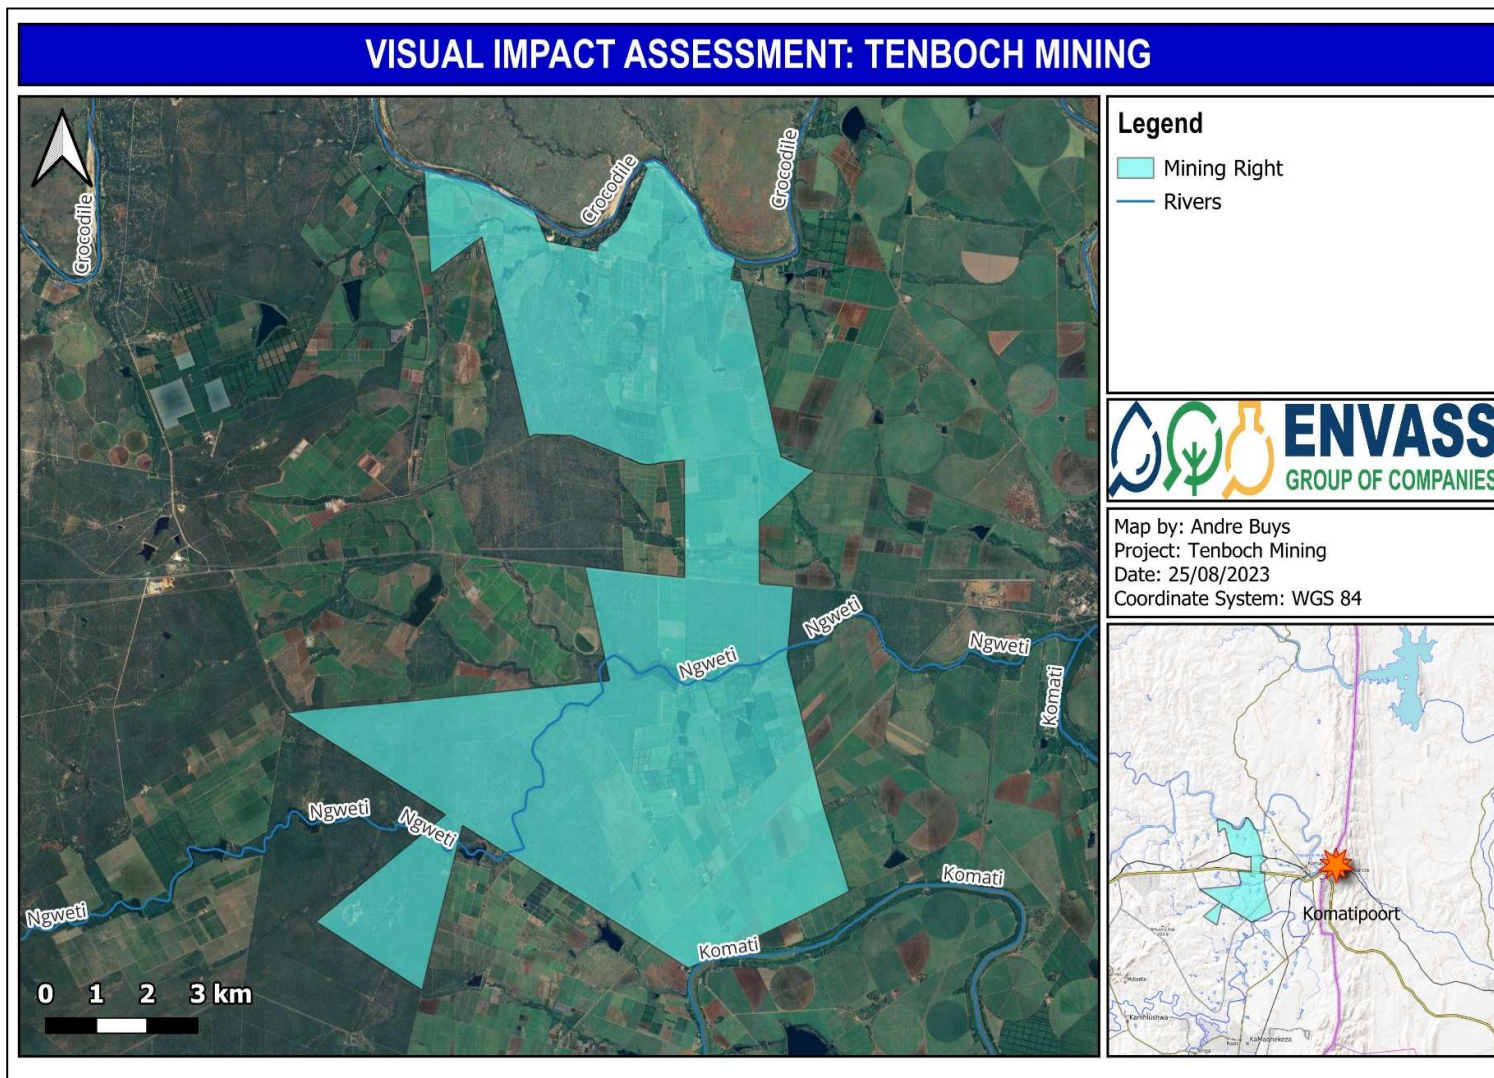 VISUAL IMPACT ASSESSMENT: TENBOCH MINING
Crocodile
Crocodile
Crocodile
Ngweti
Ngweti
Ngweti
Komati
Ngweti
Ngweti
Ngweti
Komati
Komati
0 1 2 3 km
Legend
Mining Right
Rivers
ENVASS
GROUP OF COMPANIES
Map by: Andre Buys
Project: Tenboch Mining
Date: 25/08/2023
Coordinate System: WGS 84
Komatipoort